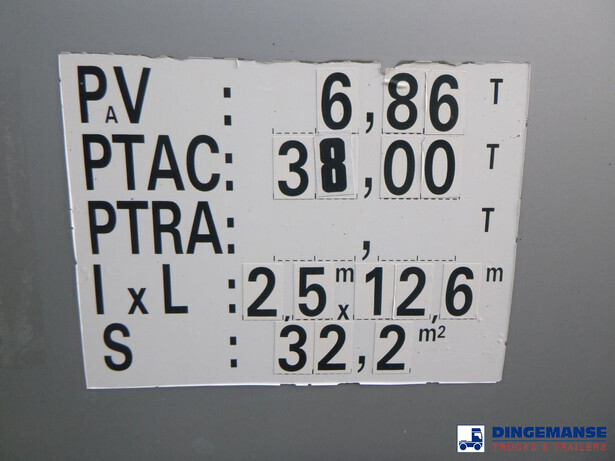 PAV : 6,86 T
PTAC: 38,00 T
PTRA: , T
l x L : 2,5 m x 12,6 m
S : 32,2 m2
DINGEMANSE
TRUCKS & TRAILERS